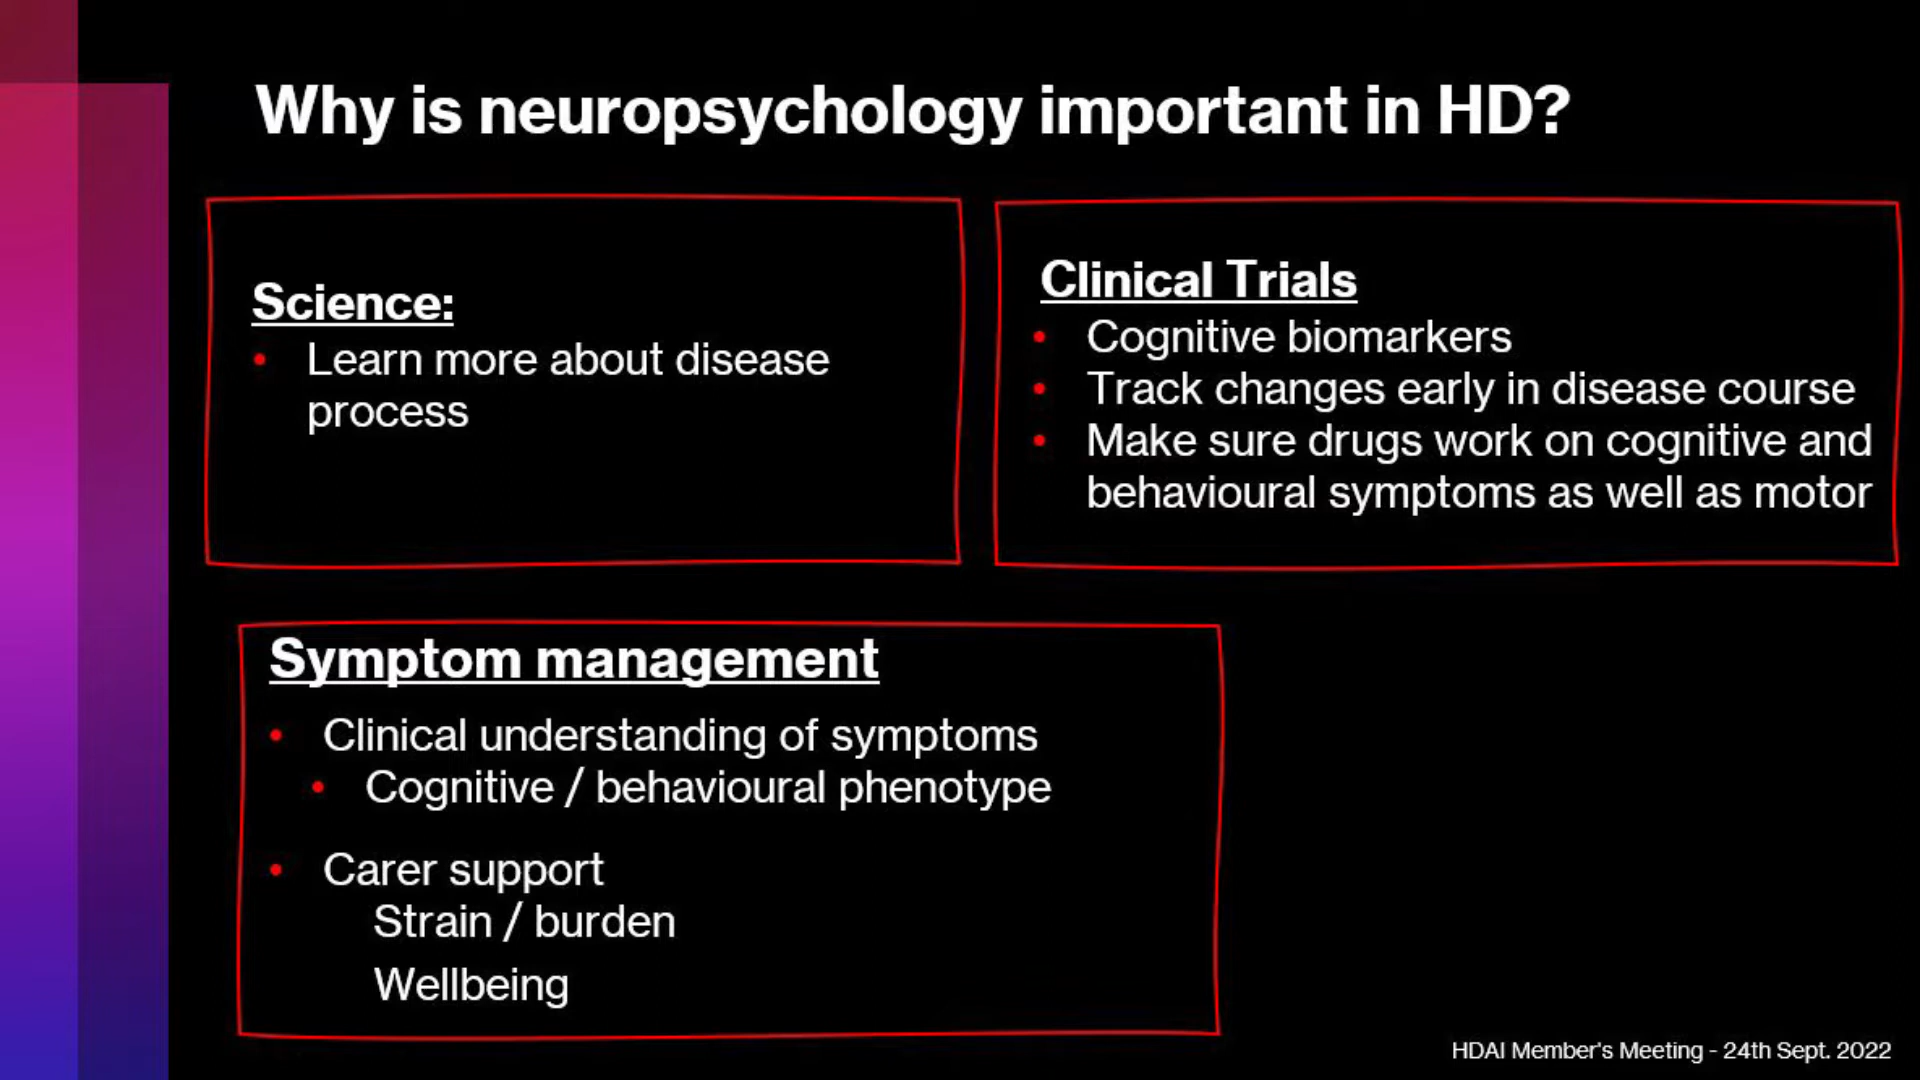 Why is neuropsychology important in HD?
Science:
• Learn more about disease
process
Clinical Trials
• Cognitive biomarkers
• Track changes early in disease course
• Make sure drugs work on cognitive and
behavioural symptoms as well as motor
Symptom management
• Clinical understanding of symptoms
• Cognitive / behavioural phenotype
• Carer support
Strain / burden
Wellbeing
HDAI Member's Meeting - 24th Sept. 2022